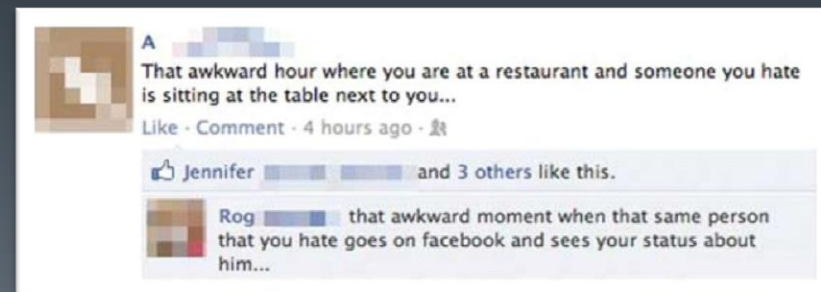 A
That awkward hour where you are at a restaurant and someone you hate
is sitting at the table next to you...
Like · Comment · 4 hours ago ·
Jennifer and 3 others like this.
Rog that awkward moment when that same person
that you hate goes on facebook and sees your status about
him...